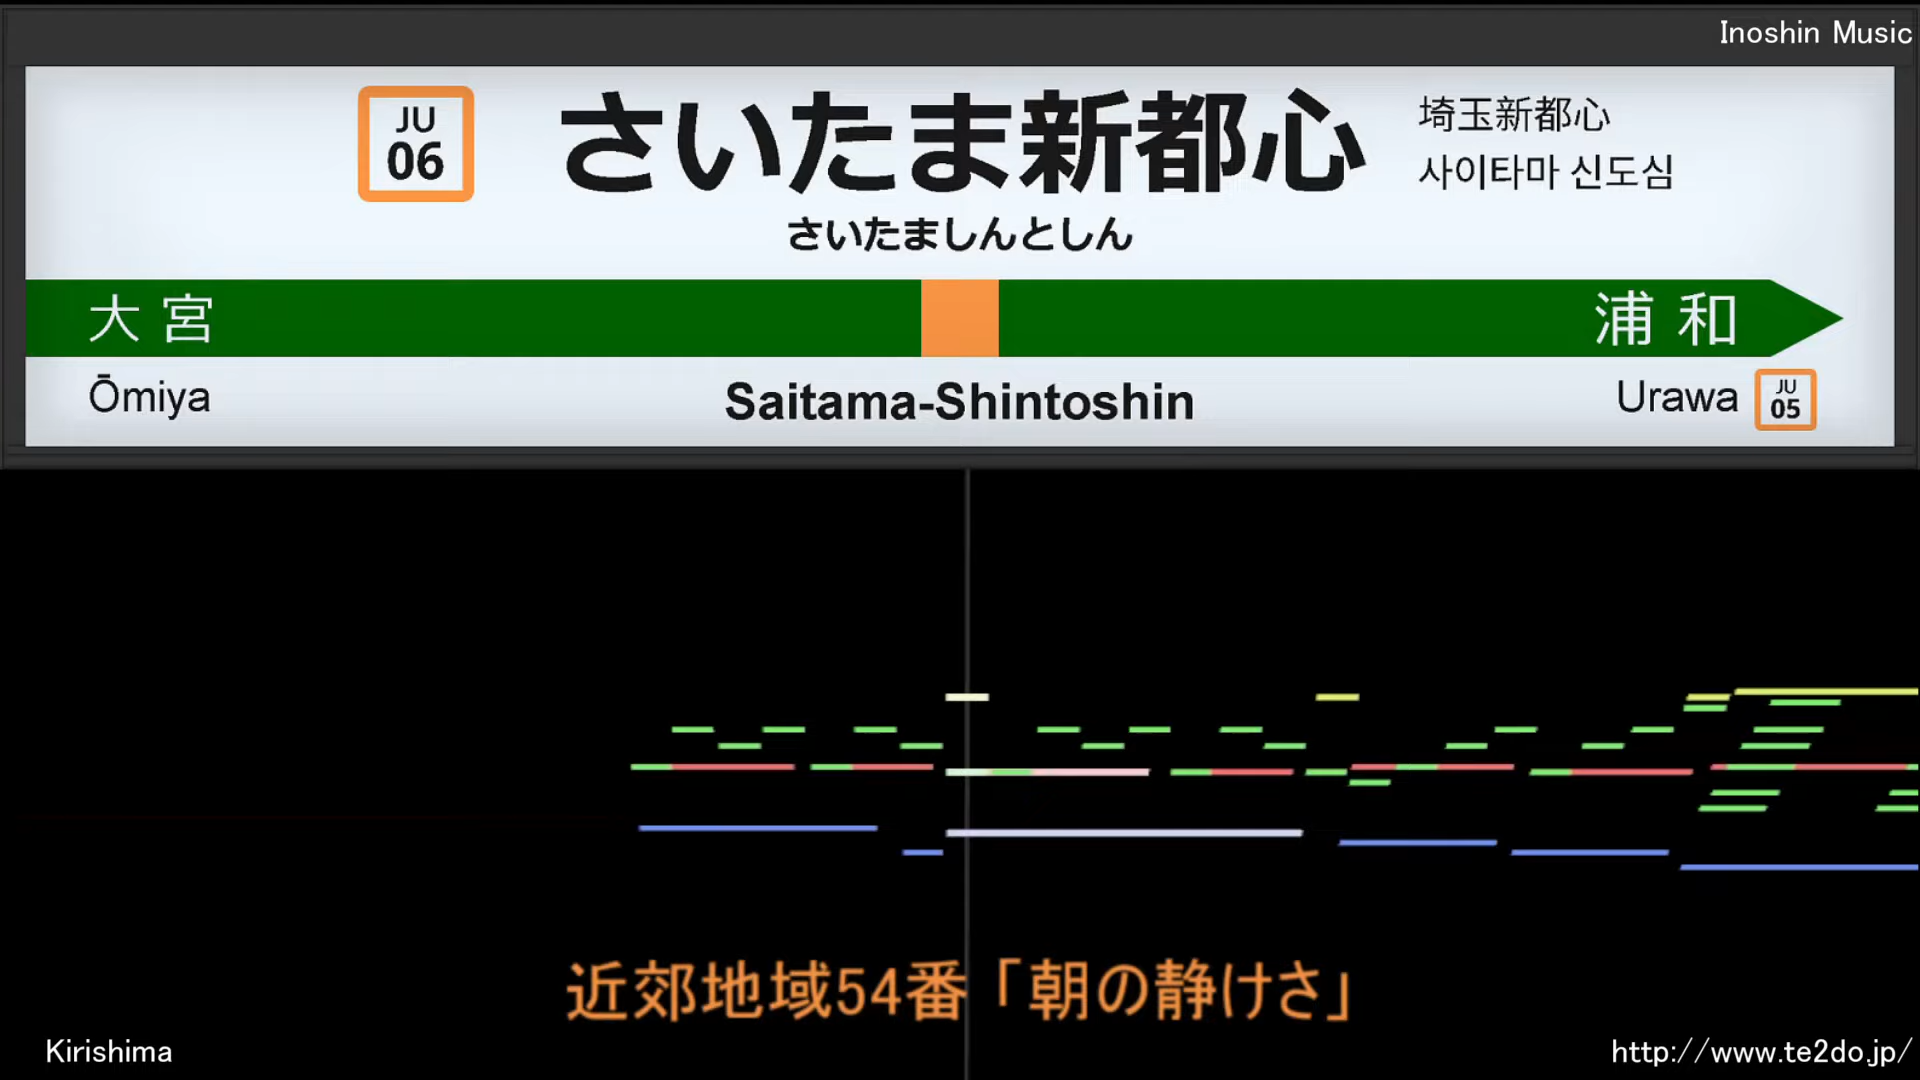 Inoshin Music
JU
06
さいたま新都心
埼玉新都心
사이타마 신도심
さいたましんとしん
大宮
浦和
Ōmiya
Saitama-Shintoshin
Urawa
JU
05
近郊地域54番「朝の静けさ」
Kirishima
http://www.te2do.jp/